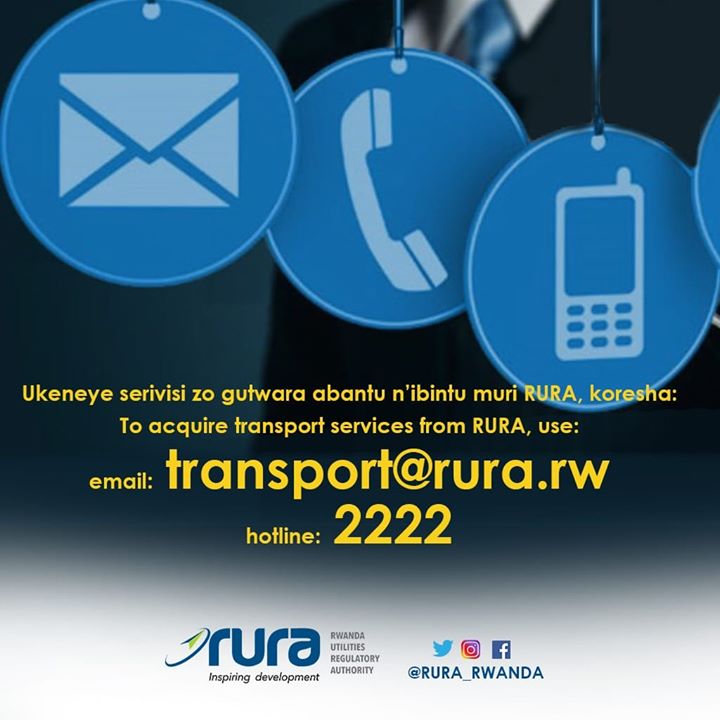 Ukeneye serivisi zo gutwara abantu n'ibintu muri RURA, koresha:
To acquire transport services from RURA, use:
email: transport@rura.rw
hotline: 2222
rura
Inspiring development
RWANDA
UTILITIES
REGULATORY
AUTHORITY
@RURA_RWANDA